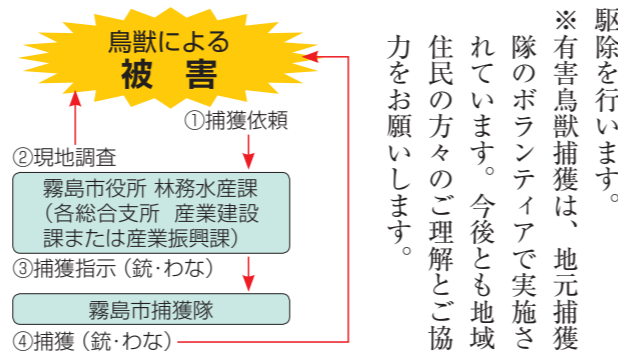 鳥獣による
被 害
①捕獲依頼
②現地調査
霧島市役所 林務水産課
（各総合支所 産業建設
課または産業振興課）
③捕獲指示（銃・わな）
霧島市捕獲隊
④捕獲（銃・わな）
駆除を行います。
※有害鳥獣捕獲は、地元捕獲
隊のボランティアで実施さ
れています。今後とも地域
住民の方々のご理解とご協
力をお願いします。